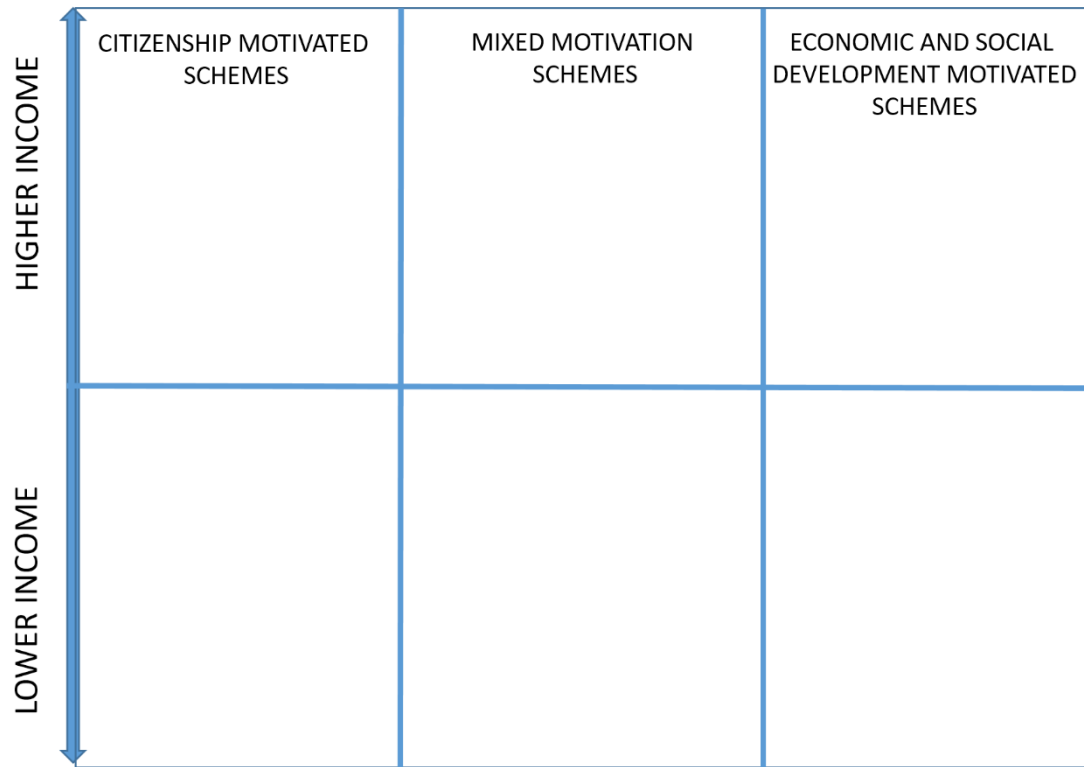 HIGHER INCOME
CITIZENSHIP MOTIVATED
SCHEMES
MIXED MOTIVATION
SCHEMES
ECONOMIC AND SOCIAL
DEVELOPMENT MOTIVATED
SCHEMES
LOWER INCOME